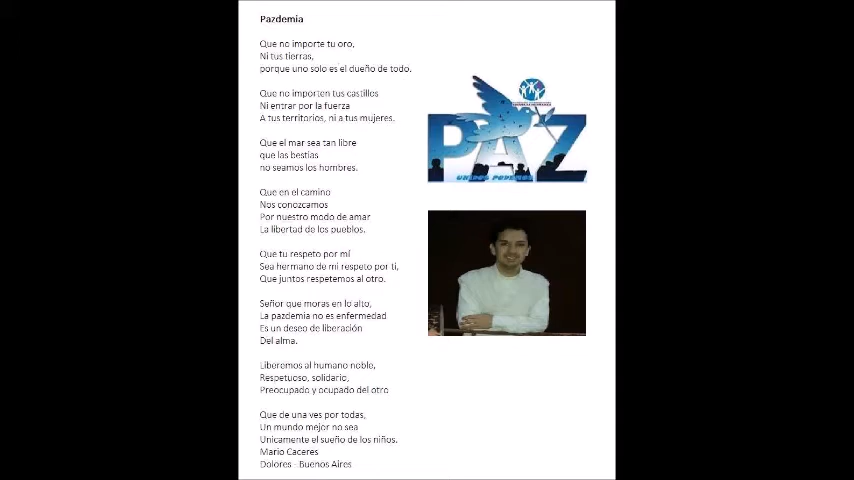 Pazdemia
Que no importe tu oro,
Ni tus tierras,
porque uno solo es el dueño de todo.
Que no importen tus castillos
Ni entrar por la fuerza
A tus territorios, ni a tus mujeres.
Que el mar sea tan libre
que las bestias
no seamos los hombres.
Que en el camino
Nos conozcamos
Por nuestro modo de amar
La libertad de los pueblos.
Que tu respeto por mí
Sea hermano de mi respeto por ti,
Que juntos respetemos al otro.
Señor que moras en lo alto,
La pazdemia no es enfermedad
Es un deseo de liberación
Del alma.
Liberemos al humano noble,
Respetuoso, solidario,
Preocupado y ocupado del otro
Que de una ves por todas,
Un mundo mejor no sea
Unicamente el sueño de los niños.
Mario Caceres
Dolores - Buenos Aires
PAZ
UNIDOS PODEMOS